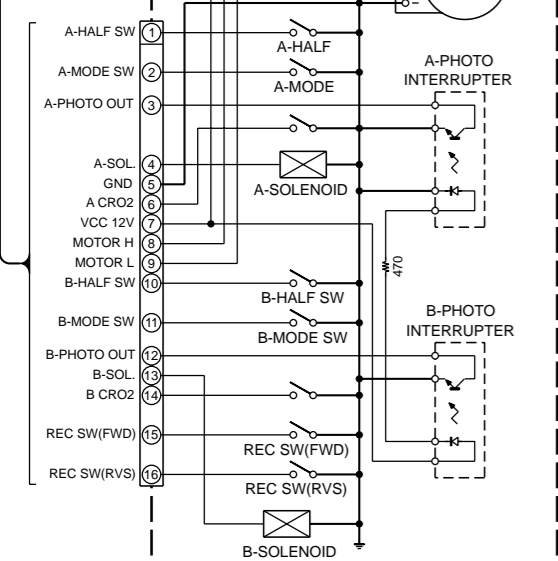 A-HALF SW 1
A-HALF
A-MODE SW 2
A-MODE
A-PHOTO OUT 3
A-PHOTO
INTERRUPTER
A-SOL. 4
A-SOLENOID
GND 5
A CRO2 6
VCC 12V 7
MOTOR H 8
MOTOR L 9
470
B-HALF SW 10
B-HALF SW
B-MODE SW 11
B-MODE SW
B-PHOTO
INTERRUPTER
B-PHOTO OUT 12
B-SOL. 13
B CRO2 14
REC SW(FWD) 15
REC SW(FWD)
REC SW(RVS) 16
REC SW(RVS)
B-SOLENOID